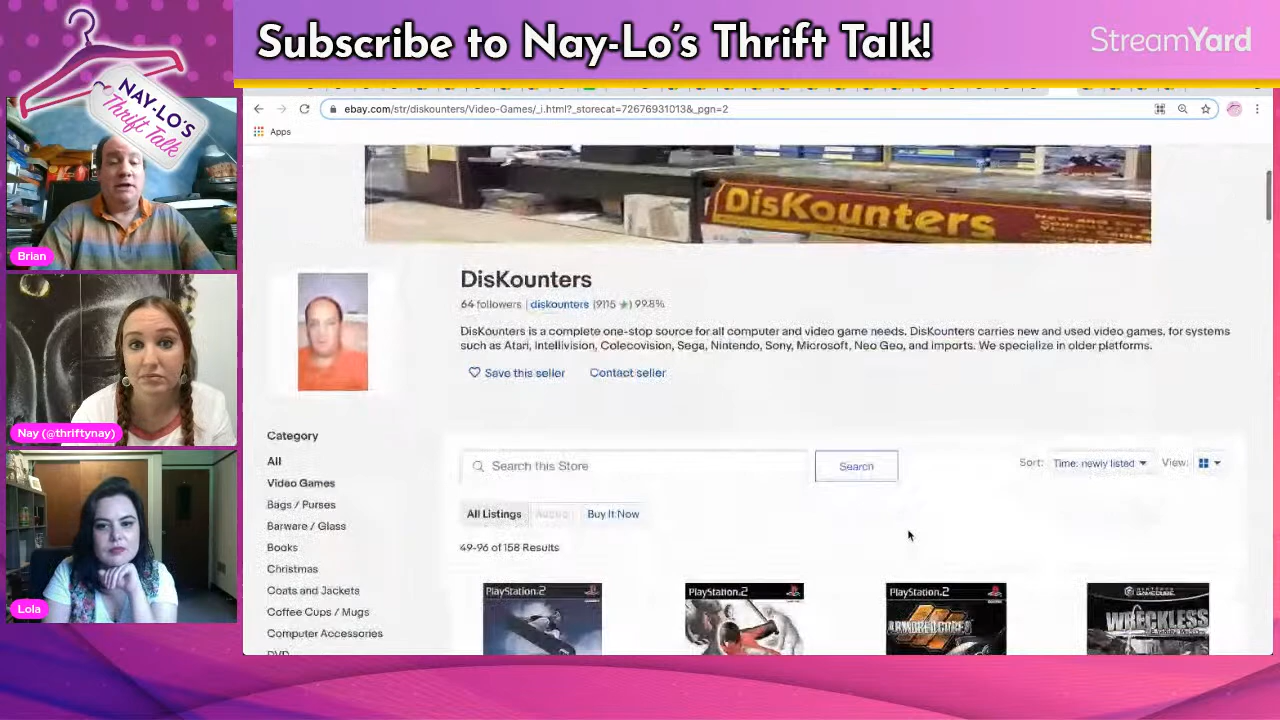 Subscribe to Nay-Lo's Thrift Talk!
StreamYard
NAY-LO'S
Thrift Talk
Brian
Nay (@thriftynay)
Lola
ebay.com/str/diskounters/Video-Games/_i.html?_storecat=72676931013&_pgn=2
Apps
DisKounters
DisKounters
64 followers | diskounters (9115 ★) 99.8%
DisKounters is a complete one-stop source for all computer and video game needs. DisKounters carries new and used video games, for systems
such as Atari, Intellivision, Colecovision, Sega, Nintendo, Sony, Microsoft, Neo Geo, and imports. We specialize in older platforms.
Save this seller
Contact seller
Category
All
Video Games
Bags / Purses
Barware / Glass
Books
Christmas
Coats and Jackets
Coffee Cups / Mugs
Computer Accessories
DVD
Search this Store
Search
Sort: Time: newly listed
View:
All Listings
Buy It Now
49-96 of 158 Results
PlayStation.2
PlayStation.2
PlayStation.2
ARMORED CORE
GAMECUBE
WRECKLESS